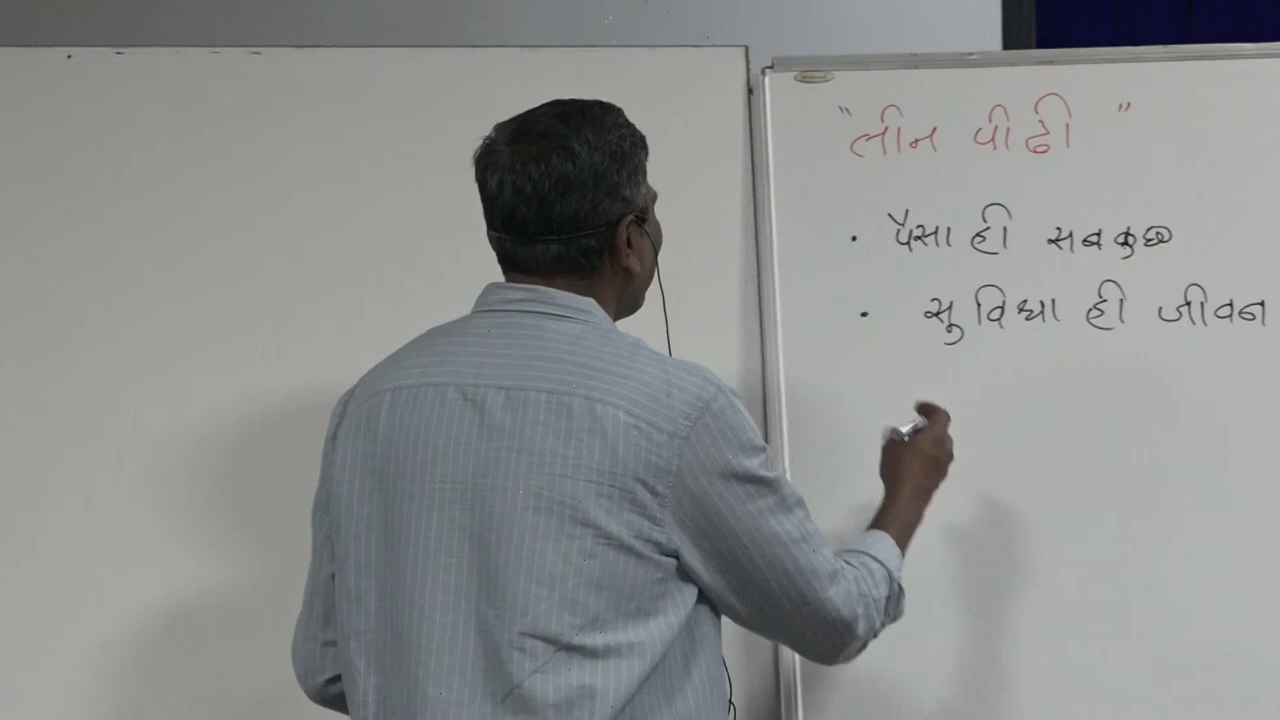 "लीन पीढी"
• पैसा ही सबकुछ
• सुविधा ही जीवन